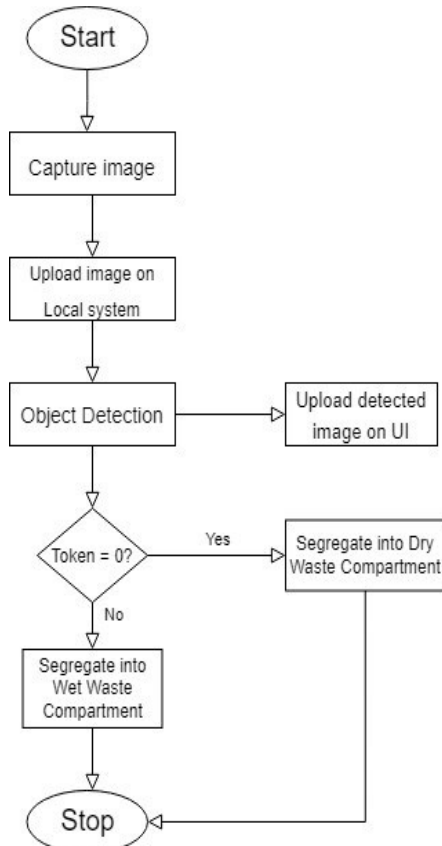 Start
Capture image
Upload image on
Local system
Object Detection
Upload detected
image on UI
Token = 0?
Yes
Segregate into Dry
Waste Compartment
No
Segregate into
Wet Waste
Compartment
Stop